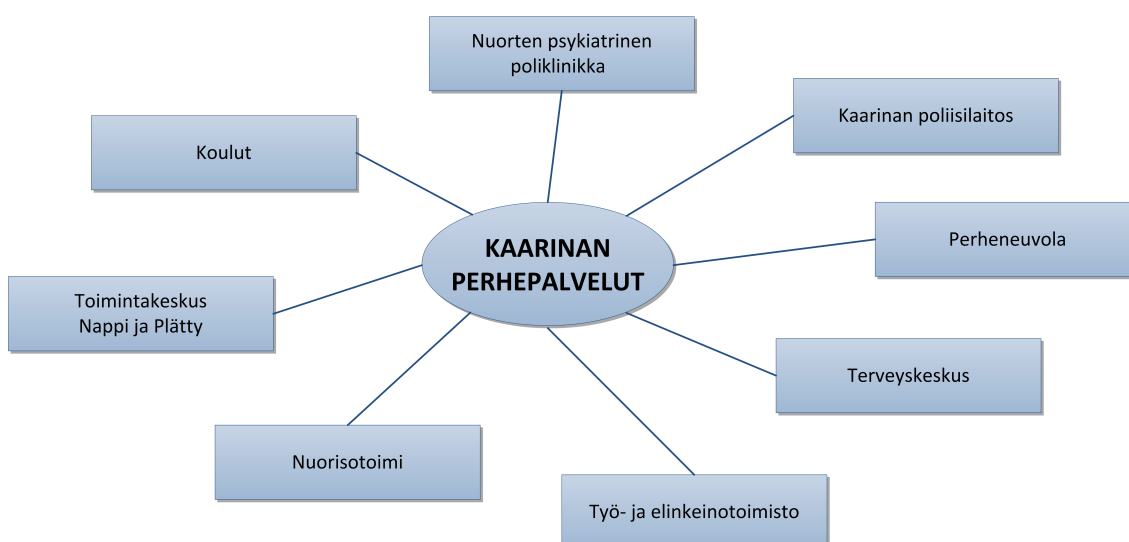 Nuorten psykiatrinen
poliklinikka
Kaarinan poliisilaitos
Koulut
Perheneuvola
KAARINAN
PERHEPALVELUT
Toimintakeskus
Nappi ja Plätty
Terveyskeskus
Nuorisotoimi
Työ- ja elinkeinotoimisto